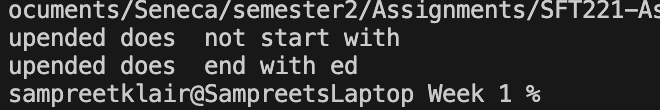 ocuments/Seneca/semester2/Assignments/SFT221-As
upended does  not start with
upended does  end with ed
sampreetklair@SampreetsLaptop Week 1 %